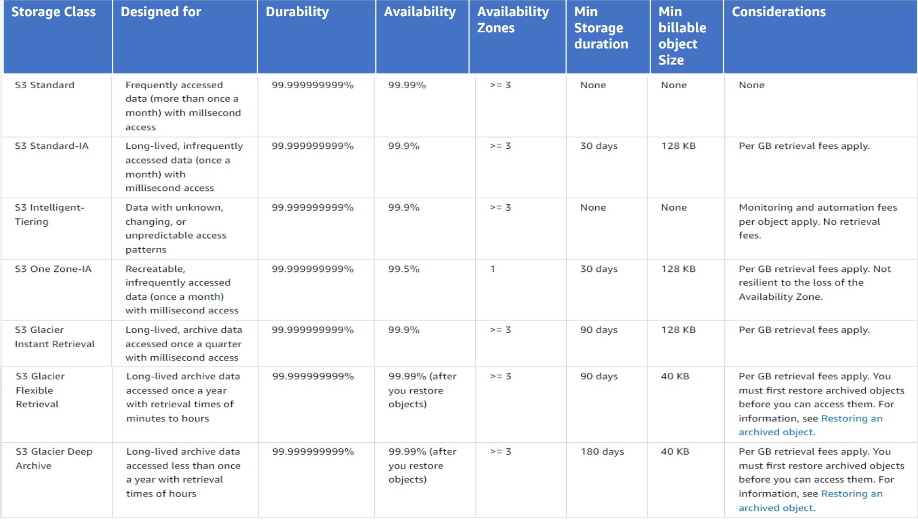 Storage Class Designed for Durability Availability Availability Zones Min Storage duration Min billable object Size Considerations
S3 Standard
Frequently accessed
data (more than once a
month) with millsecond
access
99.999999999%
99.99%
>= 3
None
None
None
S3 Standard-IA
Long-lived, infrequently
accessed data (once a
month) with
millisecond access
99.999999999%
99.9%
>= 3
30 days
128 KB
Per GB retrieval fees apply.
S3 Intelligent-
Tiering
Data with unknown,
changing, or
unpredictable access
patterns
99.999999999%
99.9%
>= 3
None
None
Monitoring and automation fees
per object apply. No retrieval
fees.
S3 One Zone-IA
Recreatable,
infrequently accessed
data (once a month)
with millisecond access
99.999999999%
99.5%
1
30 days
128 KB
Per GB retrieval fees apply. Not
resilient to the loss of the
Availability Zone.
S3 Glacier
Instant Retrieval
Long-lived, archive data
accessed once a quarter
with millisecond access
99.999999999%
99.9%
>= 3
90 days
128 KB
Per GB retrieval fees apply.
S3 Glacier
Flexible
Retrieval
Long-lived archive data
accessed once a year
with retrieval times of
minutes to hours
99.999999999%
99.99% (after
you restore
objects)
>= 3
90 days
40 KB
Per GB retrieval fees apply. You
must first restore archived objects
before you can access them. For
information, see Restoring an
archived object.
S3 Glacier Deep
Archive
Long-lived archive data
accessed less than once
a year with retrieval
times of hours
99.999999999%
99.99% (after
you restore
objects)
>= 3
180 days
40 KB
Per GB retrieval fees apply. You
must first restore archived objects
before you can access them. For
information, see Restoring an
archived object.